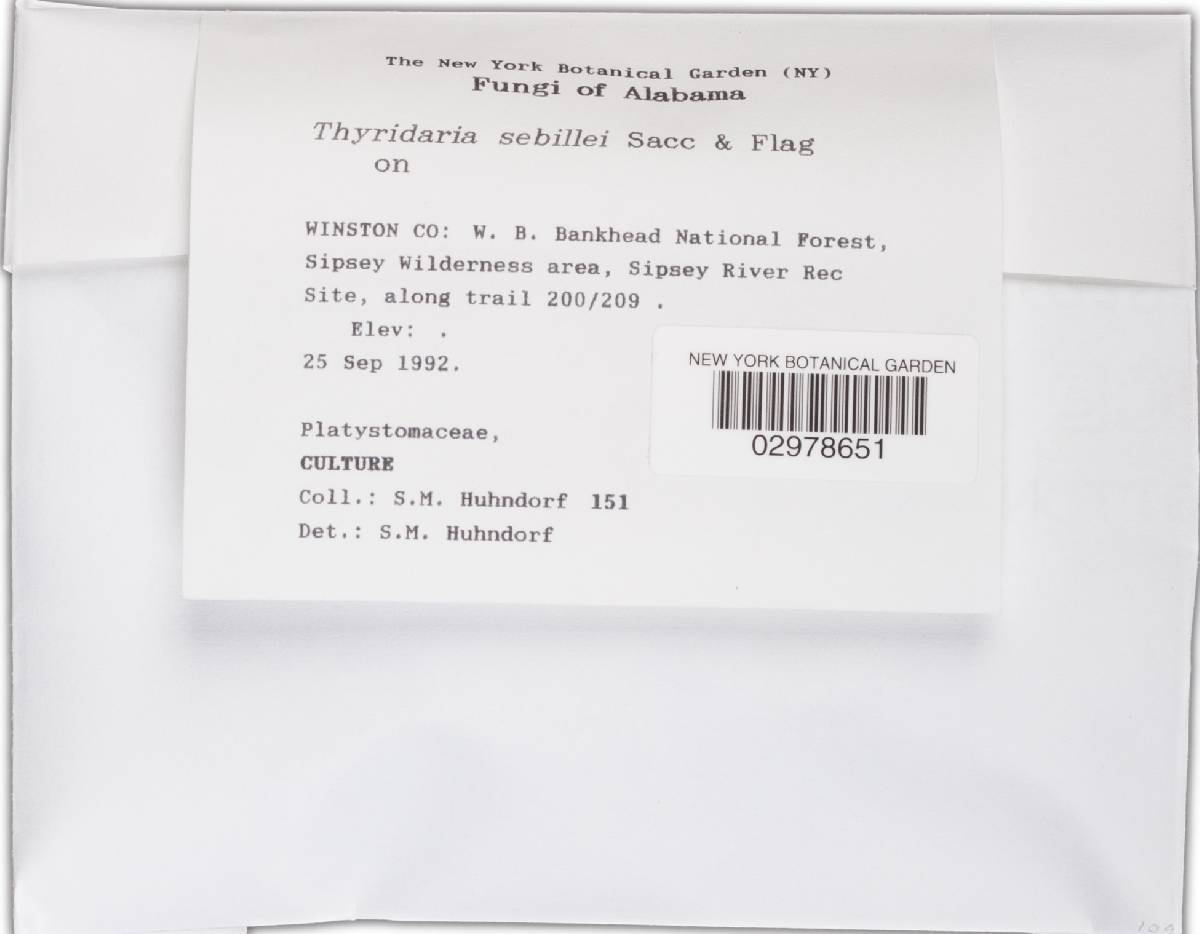 The New York Botanical Garden (NY)
Fungi of Alabama
Thyridaria sebillei Sacc & Flag
on
WINSTON CO: W. B. Bankhead National Forest,
Sipsey Wilderness area, Sipsey River Rec
Site, along trail 200/209 .
Elev: .
25 Sep 1992.
NEW YORK BOTANICAL GARDEN
02978651
Platystomaceae,
CULTURE
Coll.: S.M. Huhndorf 151
Det.: S.M. Huhndorf